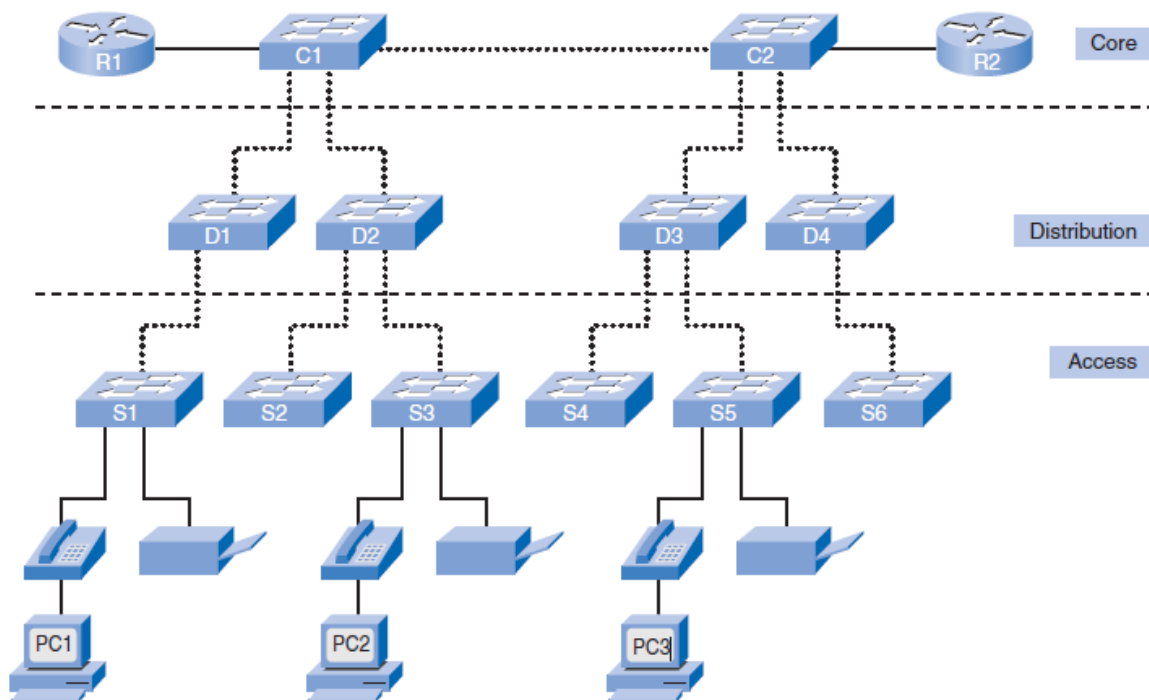 R1
C1
C2
R2
Core
D1
D2
D3
D4
Distribution
Access
S1
S2
S3
S4
S5
S6
PC1
PC2
PC3